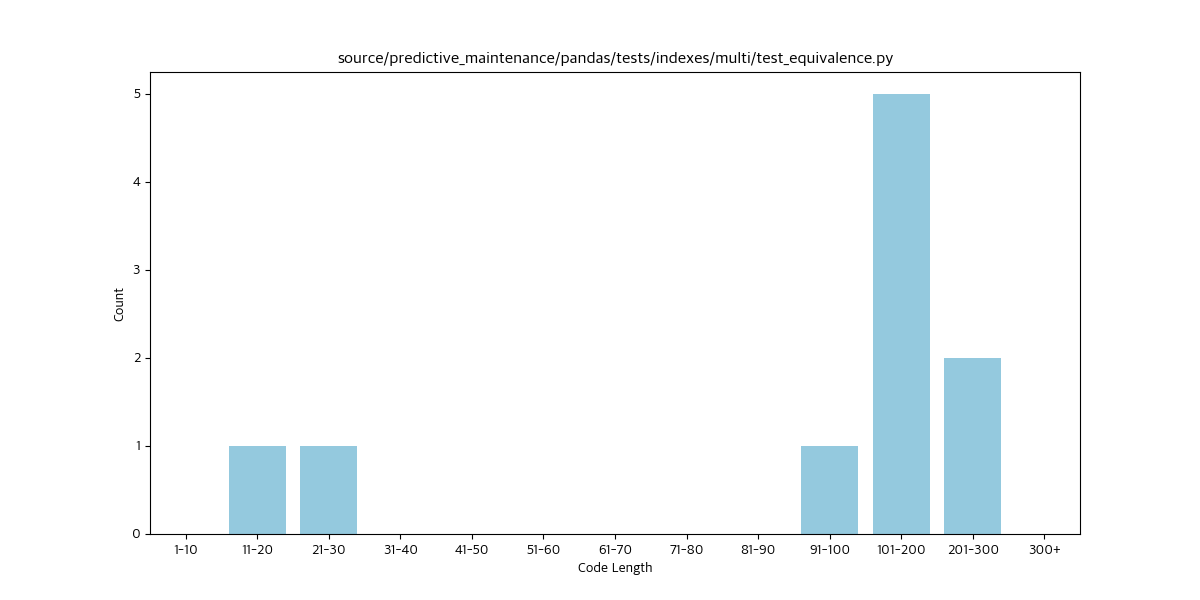 source/predictive_maintenance/pandas/tests/indexes/multi/test_equivalence.py
5
4
3
2
1
0
Count
1-10 11-20 21-30 31-40 41-50 51-60 61-70 71-80 81-90 91-100 101-200 201-300 300+
Code Length